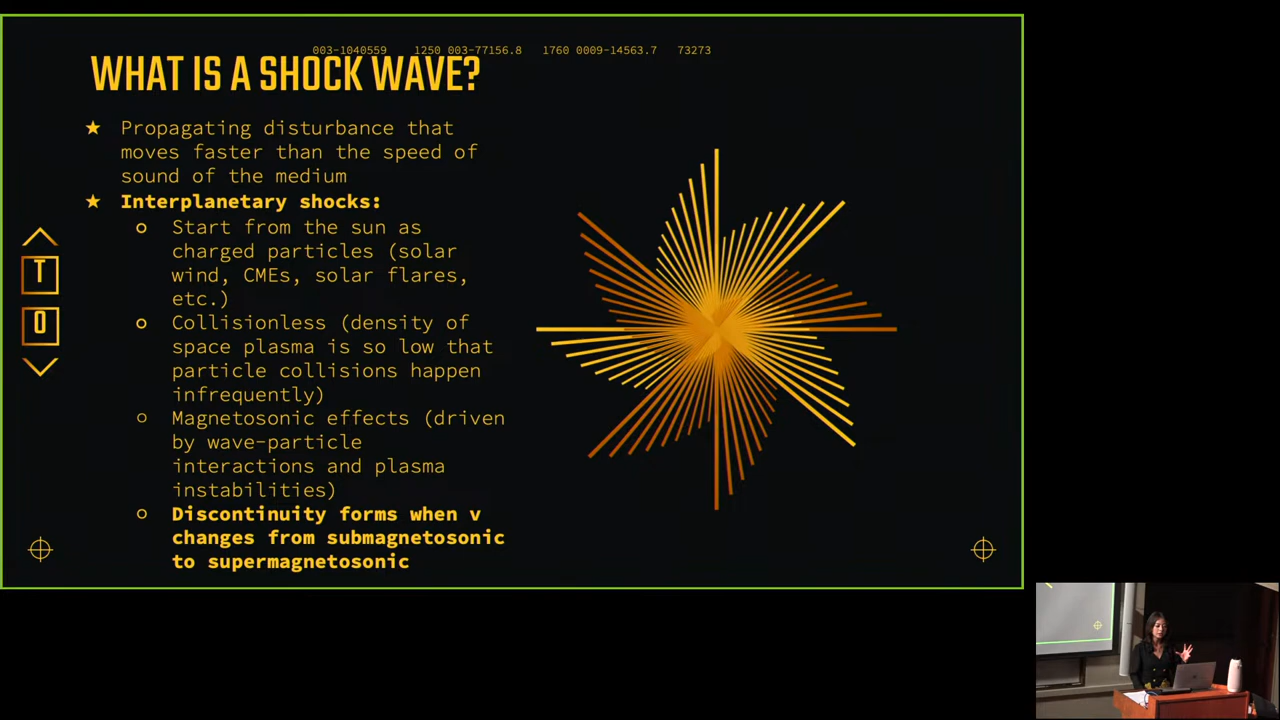 003-1040559 1250 003-77156.8 1760 0009-14563.7 73273
WHAT IS A SHOCK WAVE?
★ Propagating disturbance that
moves faster than the speed of
sound of the medium
★ Interplanetary shocks:
○ Start from the sun as
charged particles (solar
wind, CMEs, solar flares,
etc.)
○ Collisionless (density of
space plasma is so low that
particle collisions happen
infrequently)
○ Magnetosonic effects (driven
by wave-particle
interactions and plasma
instabilities)
○ Discontinuity forms when v
changes from submagnetosonic
to supermagnetosonic
T
O